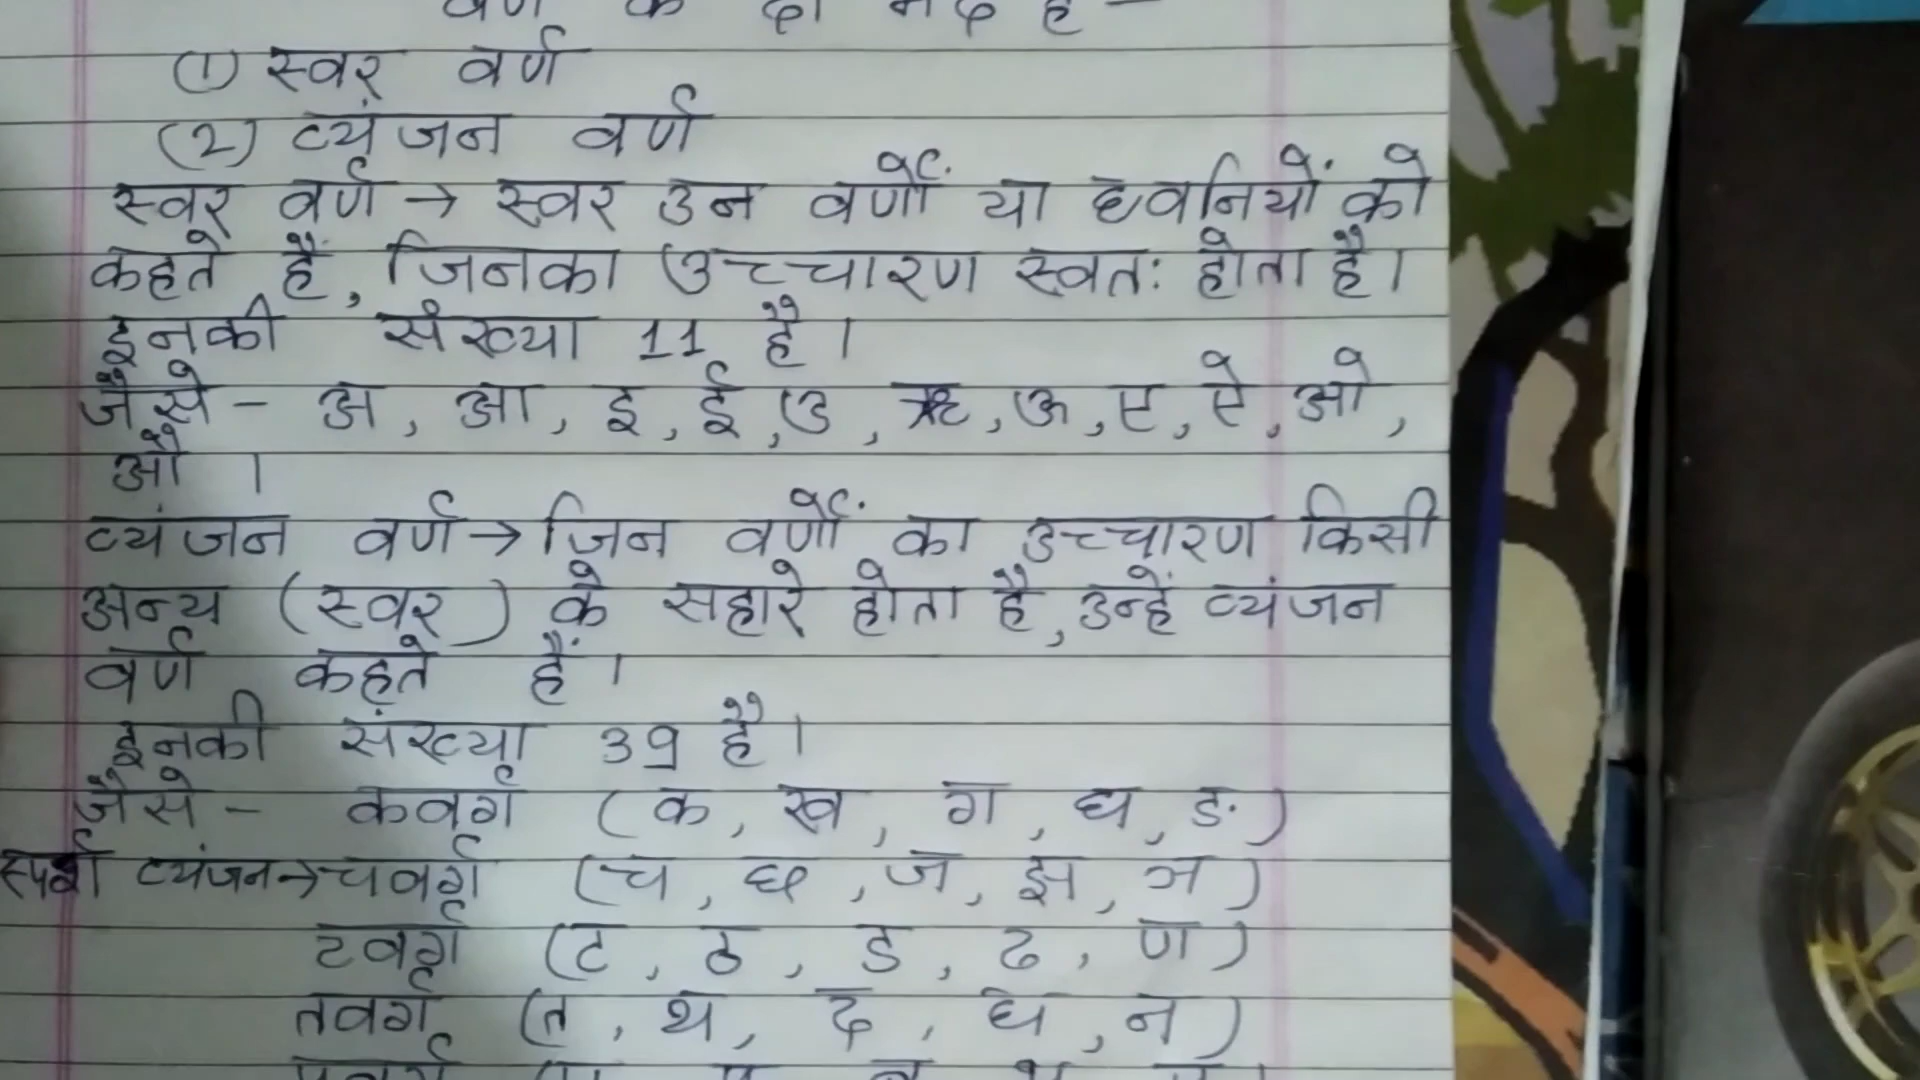 वर्ण के दो भेद हैं -
(1) स्वर वर्ण
(2) व्यंजन वर्ण
स्वर वर्ण → स्वर उन वर्णों या ध्वनियों को
कहते हैं, जिनका उच्चारण स्वतः होता है।
इनकी संख्या 11 है।
जैसे - अ, आ, इ, ई, उ, ऋ, ऊ, ए, ऐ, ओ,
औ।
व्यंजन वर्ण → जिन वर्णों का उच्चारण किसी
अन्य (स्वर) के सहारे होता है, उन्हें व्यंजन
वर्ण कहते हैं।
इनकी संख्या 39 है।
जैसे - कवर्ग (क, ख, ग, घ, ङ)
स्पर्श व्यंजन → चवर्ग (च, छ, ज, झ, ञ)
टवर्ग (ट, ठ, ड, ढ, ण)
तवर्ग (त, थ, द, ध, न)